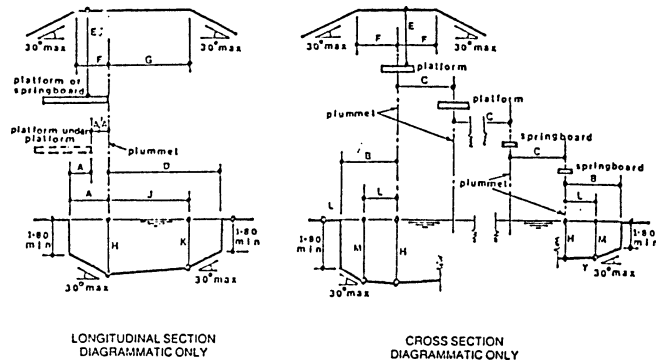 30° max
E
F
G
30° max
platform or
springboard
platform under
platform
plummet
A
D
A
J
1·80
min
H
K
1·80
min
30° max
30° max
LONGITUDINAL SECTION
DIAGRAMMATIC ONLY
30° max
F
E
F
30° max
platform
C
platform
plummet
C
springboard
C
springboard
B
plummet
B
L
L
L
1·80
min
M
H
H
M
1·80
min
Y
30° max
30° max
CROSS SECTION
DIAGRAMMATIC ONLY